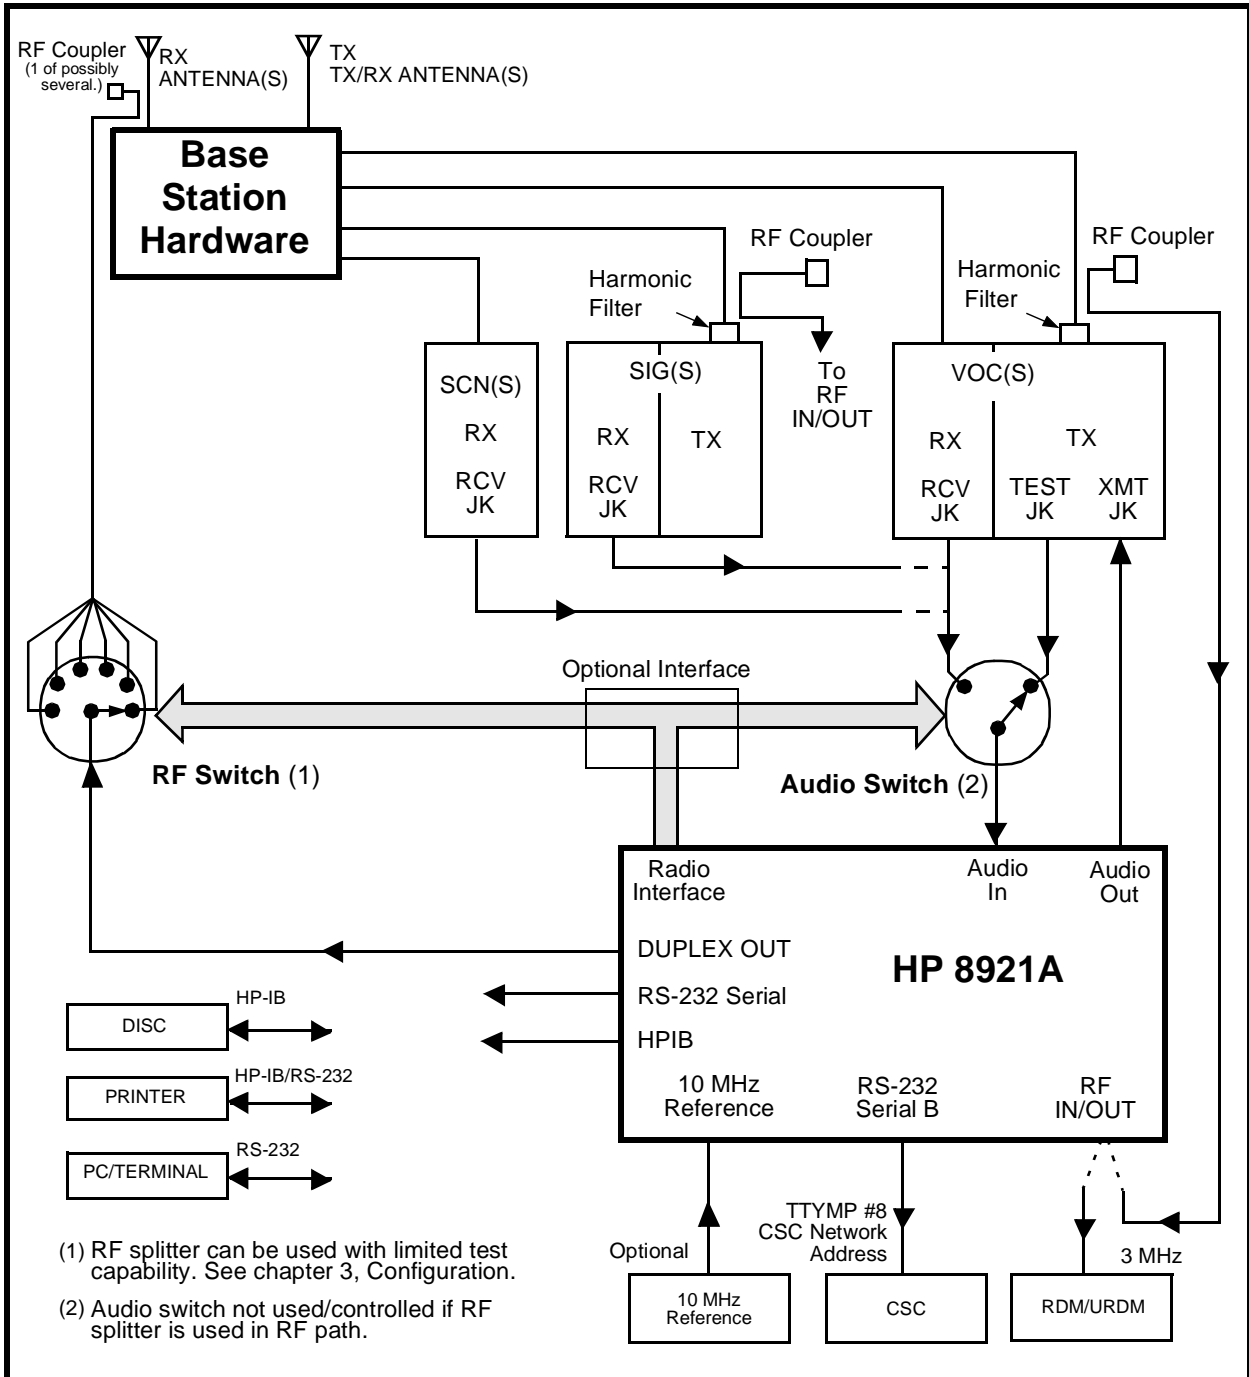 RF Coupler
(1 of possibly
several.)
RX
ANTENNA(S)
TX
TX/RX ANTENNA(S)
Base
Station
Hardware
RF Coupler
RF Coupler
Harmonic
Filter
Harmonic
Filter
SCN(S)
RX
RCV
JK
SIG(S)
RX
TX
RCV
JK
To
RF
IN/OUT
VOC(S)
RX
TX
RCV
JK
TEST
JK
XMT
JK
Optional Interface
RF Switch (1)
Audio Switch (2)
Radio
Interface
Audio
In
Audio
Out
DUPLEX OUT
HP 8921A
RS-232 Serial
HPIB
10 MHz
Reference
RS-232
Serial B
RF
IN/OUT
DISC
HP-IB
PRINTER
HP-IB/RS-232
PC/TERMINAL
RS-232
Optional
TTYMP #8
CSC Network
Address
3 MHz
10 MHz
Reference
CSC
RDM/URDM
(1) RF splitter can be used with limited test
capability. See chapter 3, Configuration.
(2) Audio switch not used/controlled if RF
splitter is used in RF path.